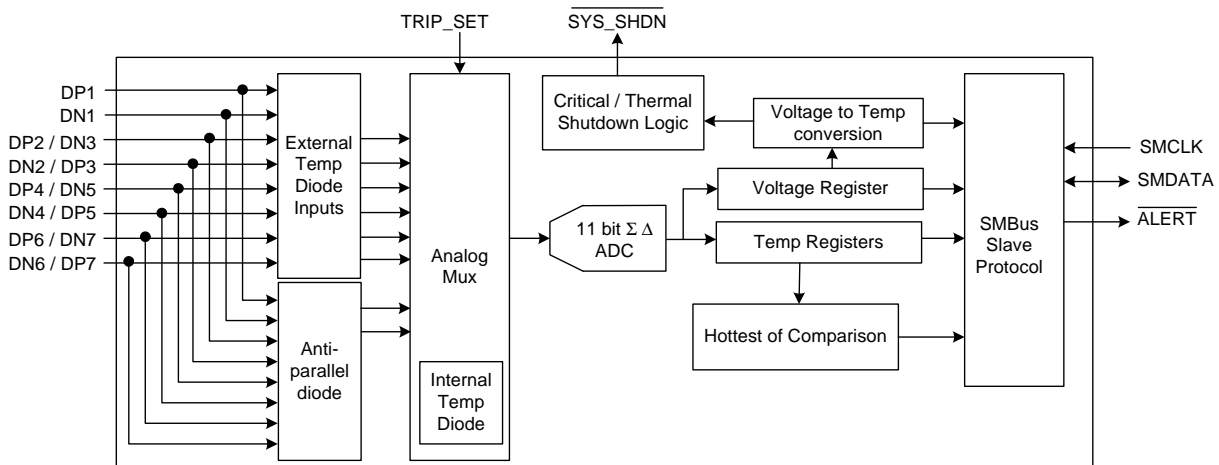 TRIP_SET
SYS_SHDN
DP1
DN1
DP2 / DN3
DN2 / DP3
DP4 / DN5
DN4 / DP5
DP6 / DN7
DN6 / DP7
External
Temp
Diode
Inputs
Anti-
parallel
diode
Analog
Mux
Internal
Temp
Diode
11 bit Σ Δ
ADC
Critical / Thermal
Shutdown Logic
Voltage to Temp
conversion
Voltage Register
Temp Registers
Hottest of Comparison
SMBus
Slave
Protocol
SMCLK
SMDATA
ALERT